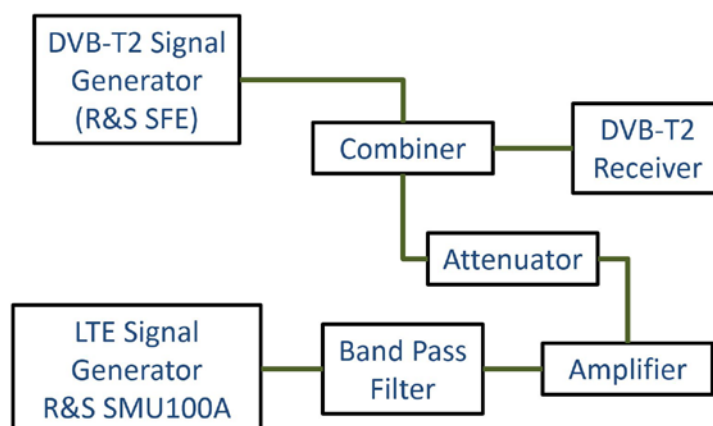 DVB-T2 Signal
Generator
(R&S SFE)
Combiner
DVB-T2
Receiver
Attenuator
LTE Signal
Generator
R&S SMU100A
Band Pass
Filter
Amplifier